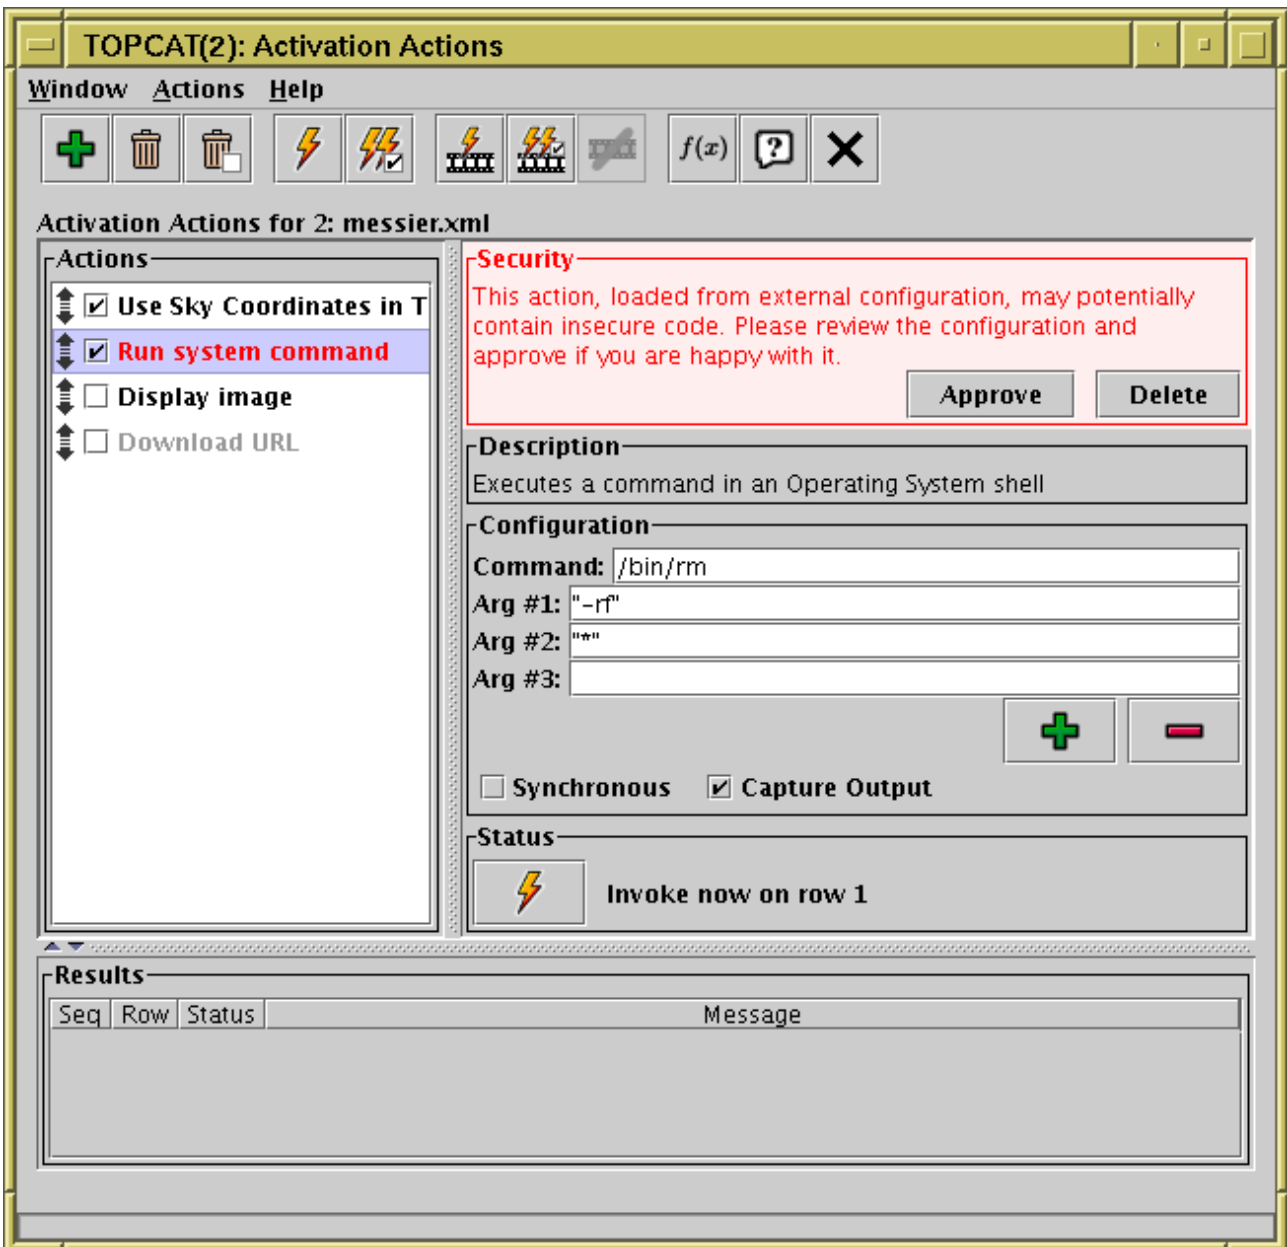 TOPCAT(2): Activation Actions
Window Actions Help
f(x) ?
Activation Actions for 2: messier.xml
Actions
Use Sky Coordinates in T
Run system command
Display image
Download URL
Security
This action, loaded from external configuration, may potentially
contain insecure code. Please review the configuration and
approve if you are happy with it.
Approve Delete
Description
Executes a command in an Operating System shell
Configuration
Command: /bin/rm
Arg #1: "-rf"
Arg #2: "*"
Arg #3:
Synchronous Capture Output
Status
Invoke now on row 1
Results
Seq Row Status Message